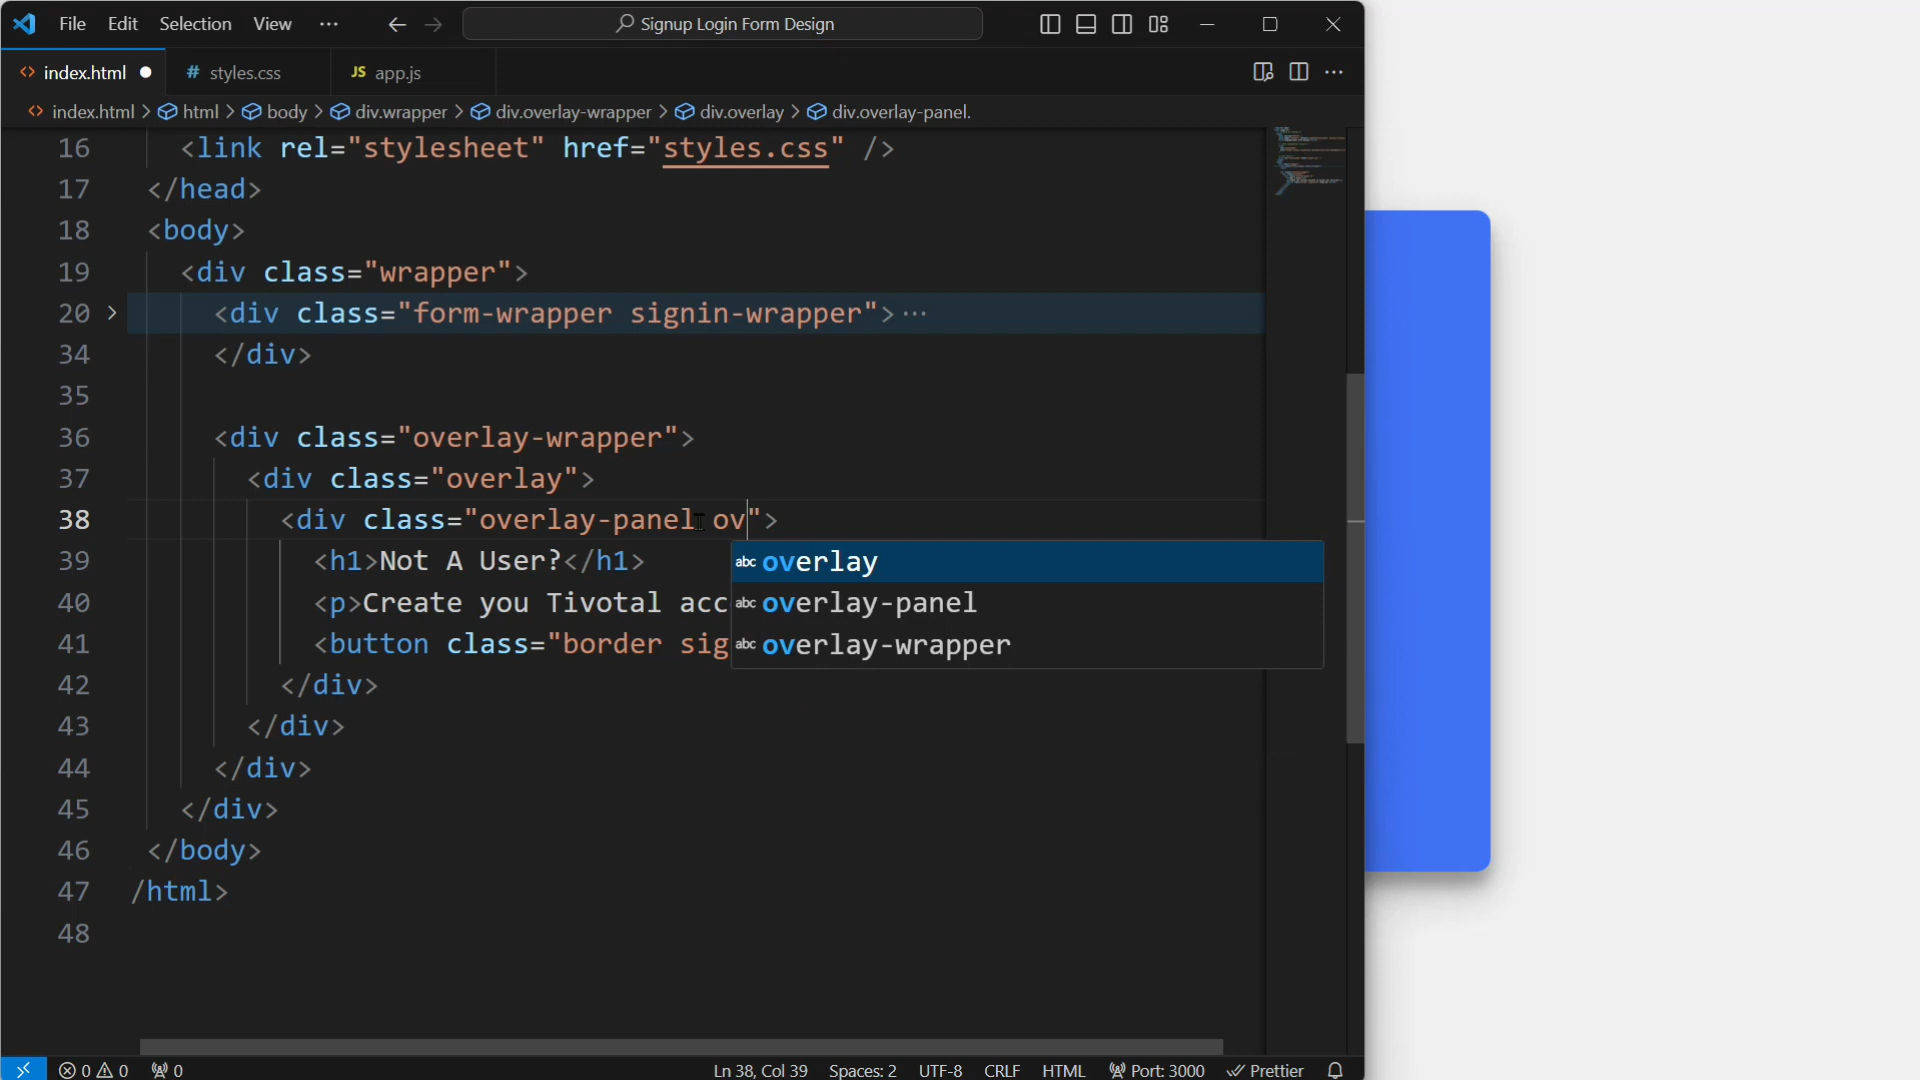 File Edit Selection View ··· Signup Login Form Design
index.html styles.css JS app.js
index.html > html > body > div.wrapper > div.overlay-wrapper > div.overlay > div.overlay-panel.
16 <link rel="stylesheet" href="styles.css" />
17 </head>
18 <body>
19 <div class="wrapper">
20 <div class="form-wrapper signin-wrapper">···
34 </div>
35
36 <div class="overlay-wrapper">
37 <div class="overlay">
38 <div class="overlay-panel ov">
39 <h1>Not A User?</h1> abc overlay
40 <p>Create you Tivotal acc abc overlay-panel
41 <button class="border sig abc overlay-wrapper
42 </div>
43 </div>
44 </div>
45 </div>
46 </body>
47 /html>
48
0 0 0 Ln 38, Col 39 Spaces: 2 UTF-8 CRLF HTML Port: 3000 Prettier